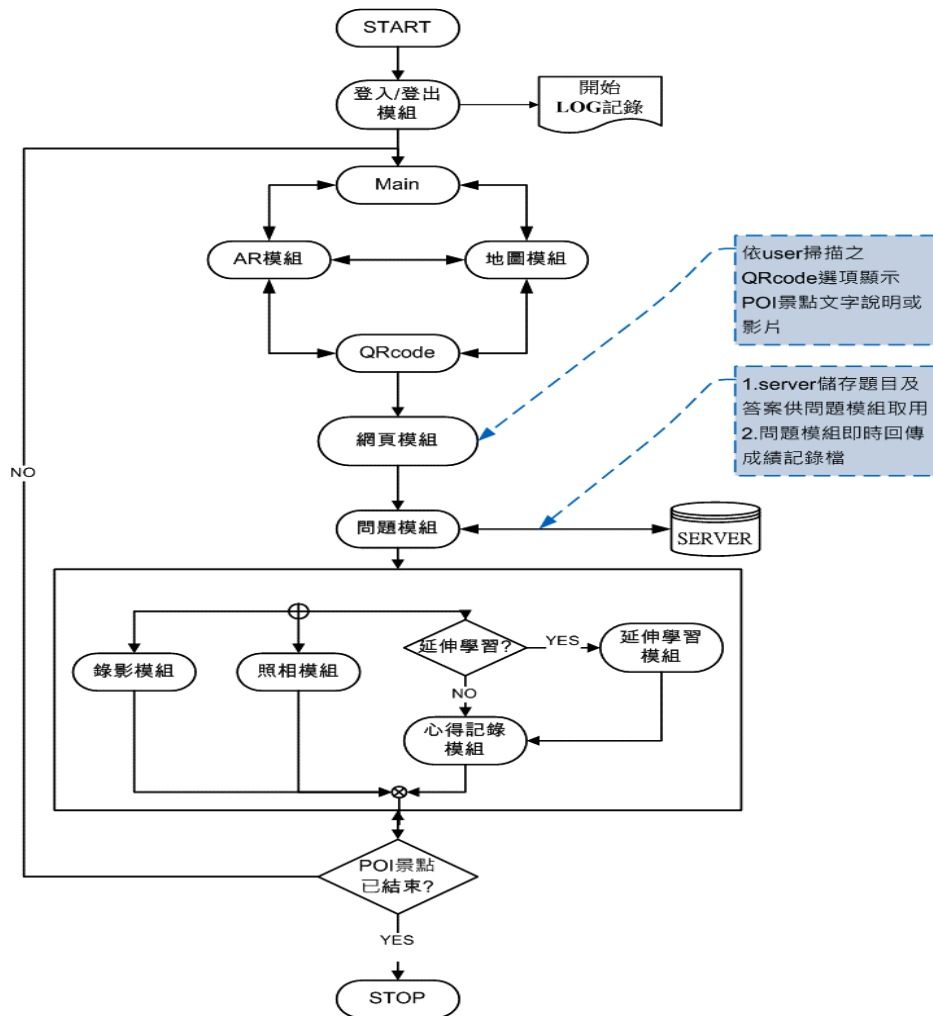 START
登入/登出
模組
開始
LOG記錄
Main
AR模組
地圖模組
依user掃描之
QRcode選項顯示
POI景點文字說明或
影片
QRcode
1.server儲存題目及
答案供問題模組取用
2.問題模組即時回傳
成績記錄檔
網頁模組
NO
問題模組
SERVER
錄影模組
照相模組
延伸學習?
YES
延伸學習
模組
NO
心得記錄
模組
POI景點
已結束?
YES
STOP